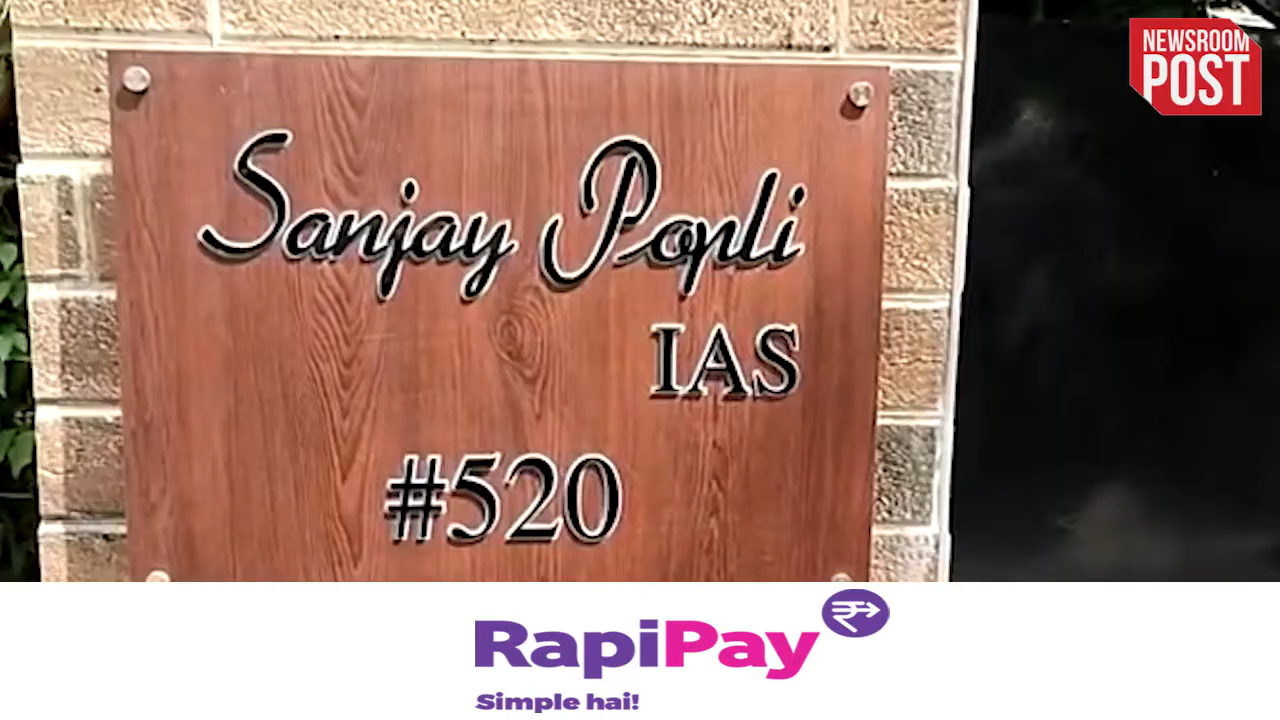 NEWSROOM
POST
Sanjay Popli
IAS
#520
RapiPay
Simple hai!